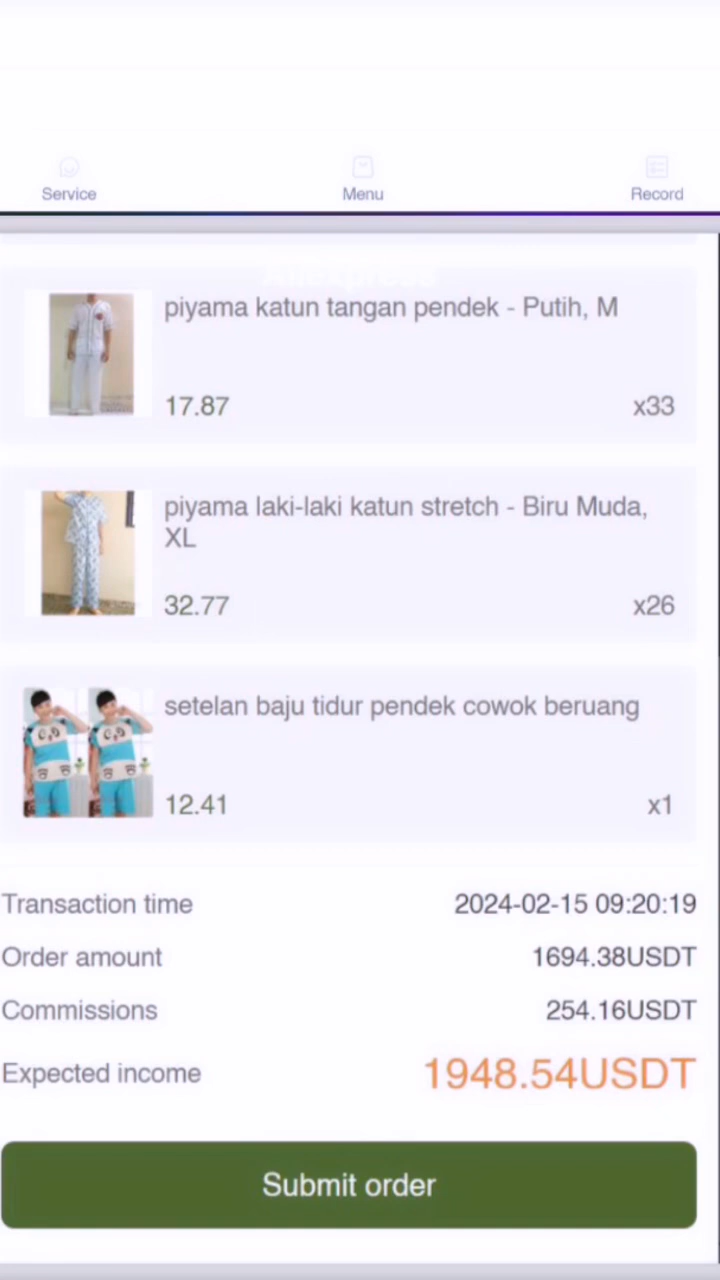 Service
Menu
Record
piyama katun tangan pendek - Putih, M
17.87
x33
piyama laki-laki katun stretch - Biru Muda,
XL
32.77
x26
setelan baju tidur pendek cowok beruang
12.41
x1
Transaction time
2024-02-15 09:20:19
Order amount
1694.38USDT
Commissions
254.16USDT
Expected income
1948.54USDT
Submit order